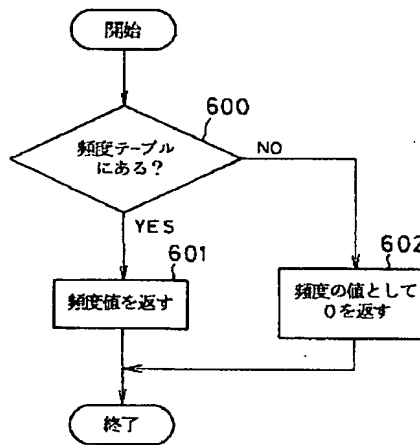 開始
600
頻度テーブル
にある?
NO
YES
601
602
頻度値を返す
頻度の値として
0を返す
終了